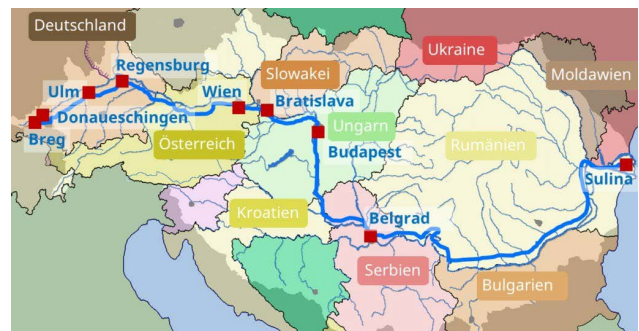 Deutschland
Regensburg
Ukraine
Slowakei
Moldawien
Ulm
Wien
Donaueschingen
Bratislava
Breg
Ungarn
Österreich
Budapest
Rumänien
Sulina
Kroatien
Belgrad
Serbien
Bulgarien